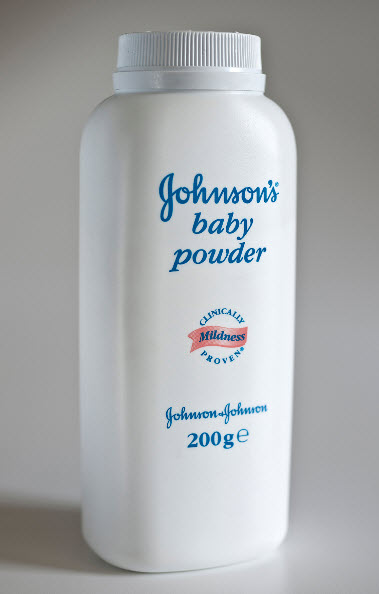 Johnson's®
baby
powder
CLINICALLY
Mildness
PROVEN®
Johnson & Johnson
200g℮